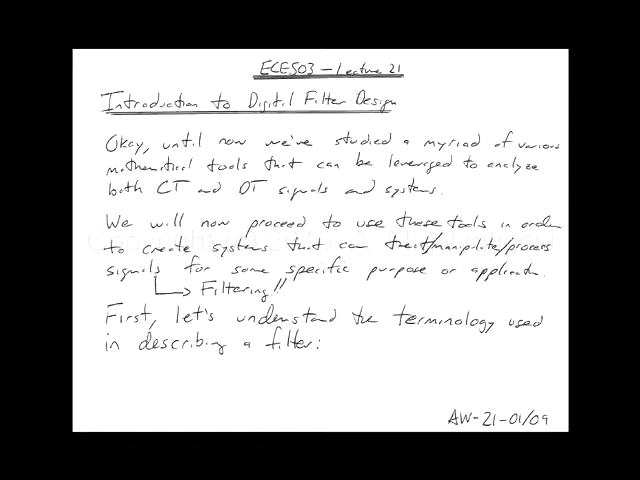 ECE503 - Lecture 21
Introduction to Digital Filter Design
Okay, until now we've studied a myriad of various
mathematical tools that can be leveraged to analyze
both CT and DT signals and systems.
We will now proceed to use these tools in order
to create systems that can treat/manipulate/process
signals for some specific purpose or application.
↳ Filtering!!
First, let's understand the terminology used
in describing a filter:
AW-21-01/09